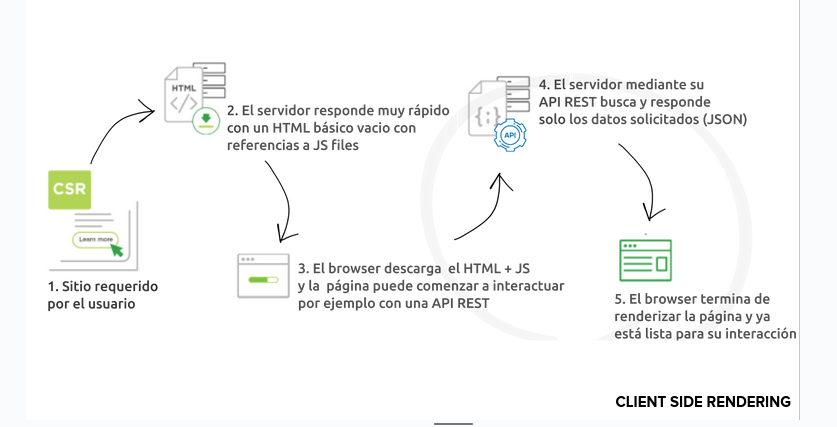 HTML
</>
2. El servidor responde muy rápido
con un HTML básico vacio con
referencias a JS files
4. El servidor mediante su
API REST busca y responde
solo los datos solicitados (JSON)
{;}
API
CSR
Learn more
1. Sitio requerido
por el usuario
3. El browser descarga el HTML + JS
y la página puede comenzar a interactuar
por ejemplo con una API REST
5. El browser termina de
renderizar la página y ya
está lista para su interacción
CLIENT SIDE RENDERING